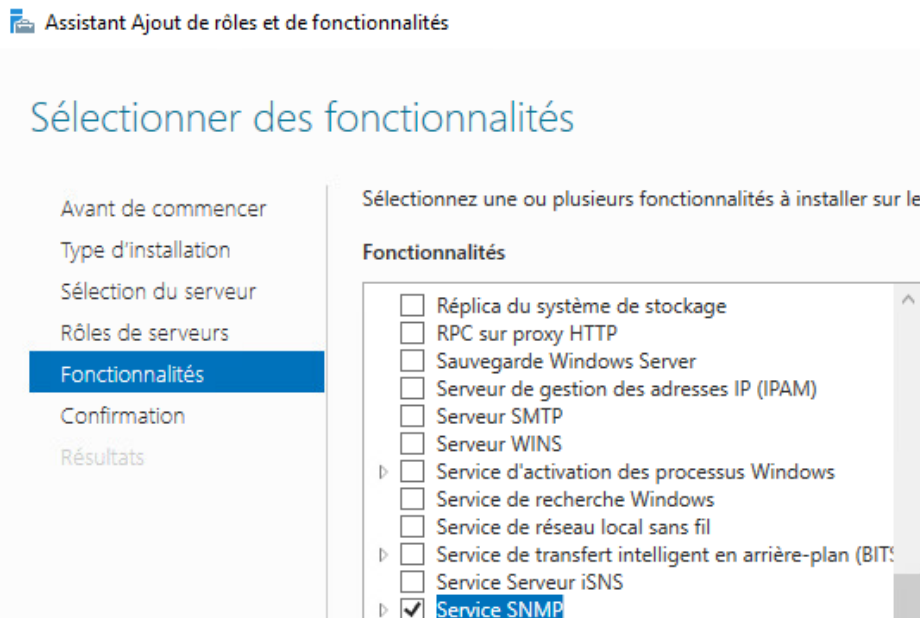 Assistant Ajout de rôles et de fonctionnalités
Sélectionner des fonctionnalités
Avant de commencer
Type d'installation
Sélection du serveur
Rôles de serveurs
Fonctionnalités
Confirmation
Résultats
Sélectionnez une ou plusieurs fonctionnalités à installer sur le
Fonctionnalités
Réplica du système de stockage
RPC sur proxy HTTP
Sauvegarde Windows Server
Serveur de gestion des adresses IP (IPAM)
Serveur SMTP
Serveur WINS
Service d'activation des processus Windows
Service de recherche Windows
Service de réseau local sans fil
Service de transfert intelligent en arrière-plan (BITS
Service Serveur iSNS
Service SNMP